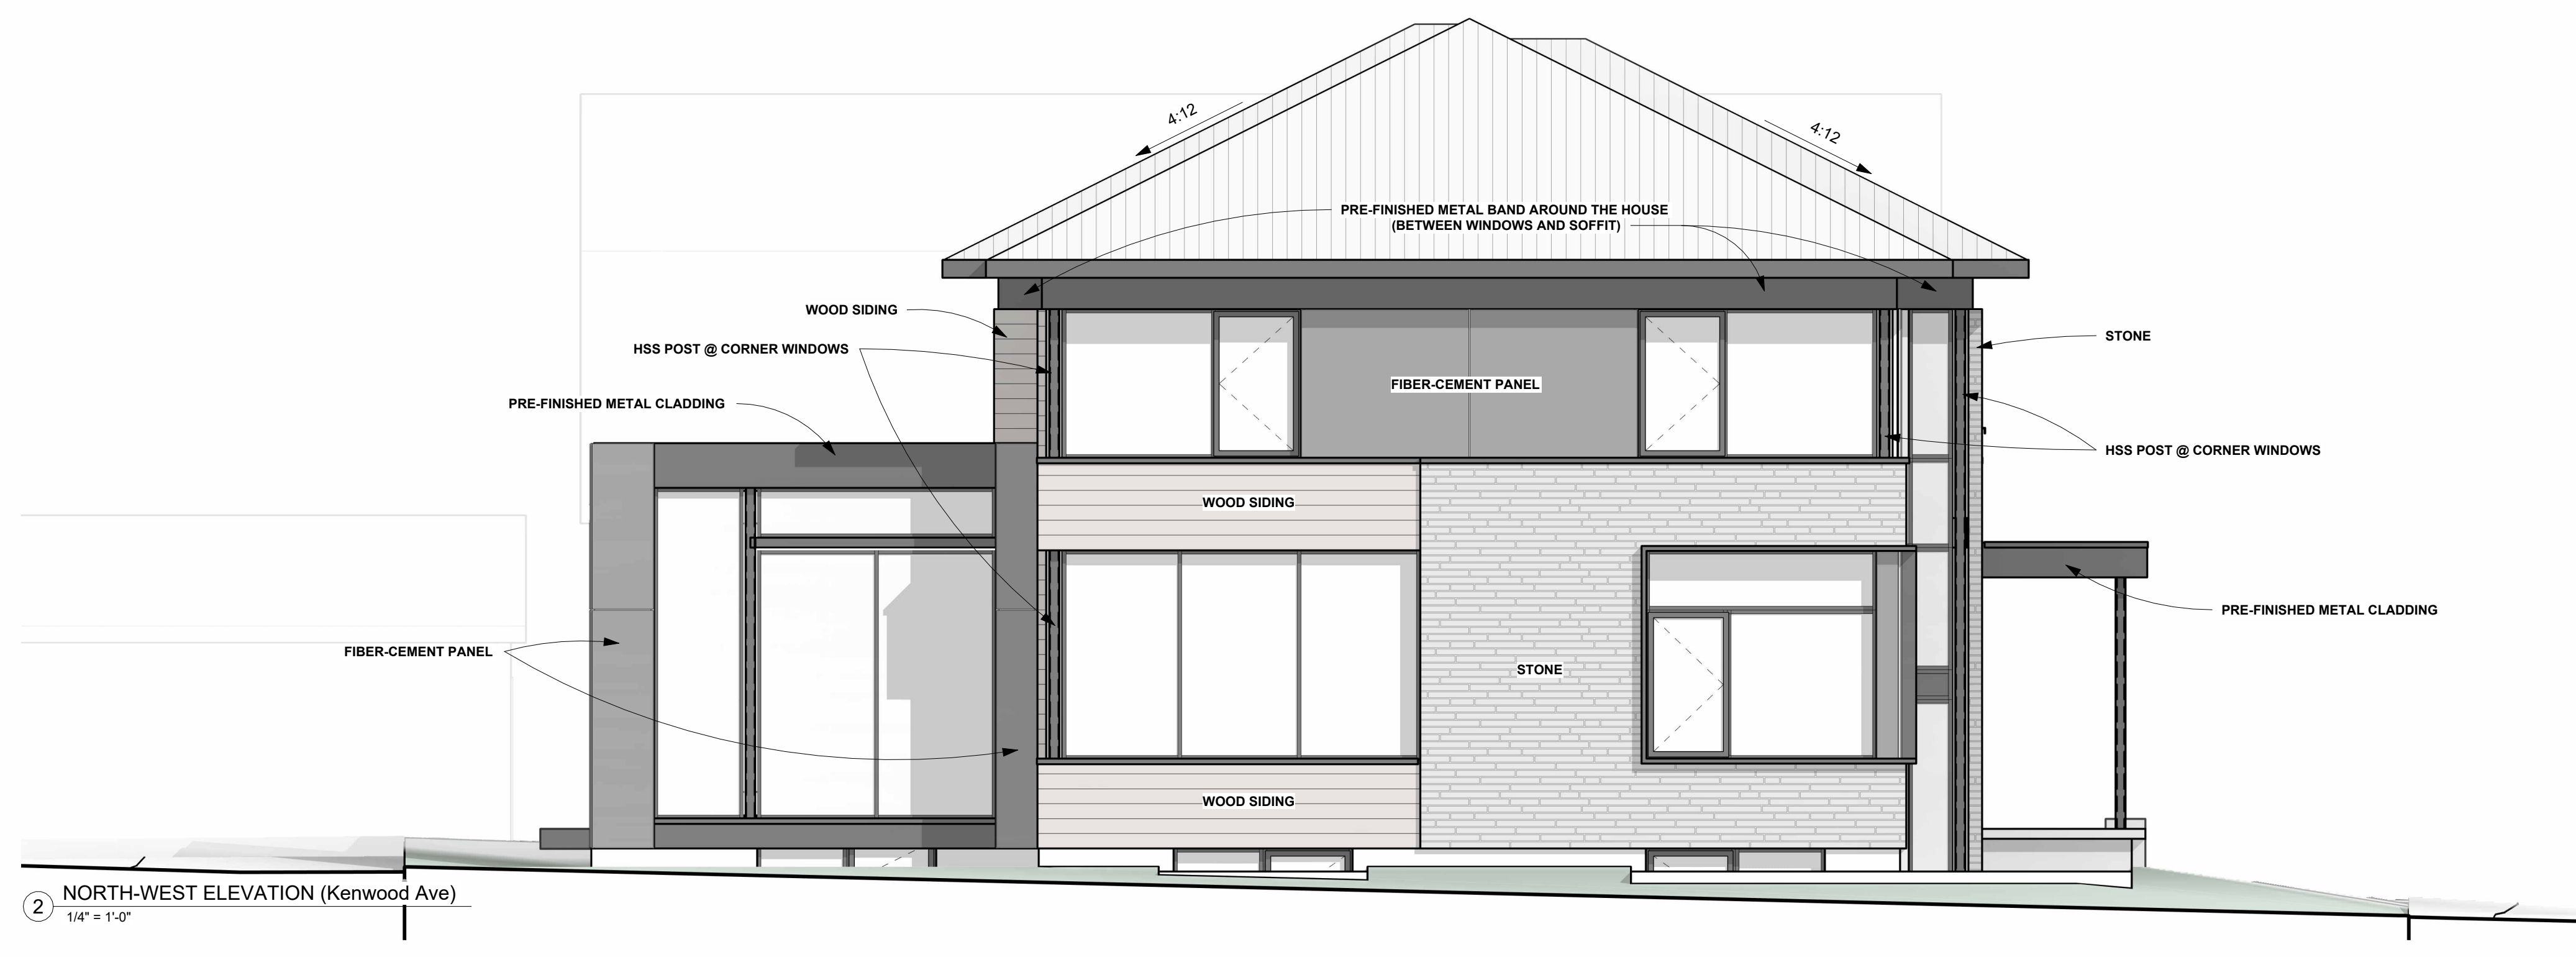 4:12
4:12
PRE-FINISHED METAL BAND AROUND THE HOUSE
(BETWEEN WINDOWS AND SOFFIT)
WOOD SIDING
STONE
HSS POST @ CORNER WINDOWS
FIBER-CEMENT PANEL
PRE-FINISHED METAL CLADDING
HSS POST @ CORNER WINDOWS
WOOD SIDING
PRE-FINISHED METAL CLADDING
FIBER-CEMENT PANEL
STONE
WOOD SIDING
2
NORTH-WEST ELEVATION (Kenwood Ave)
1/4" = 1'-0"